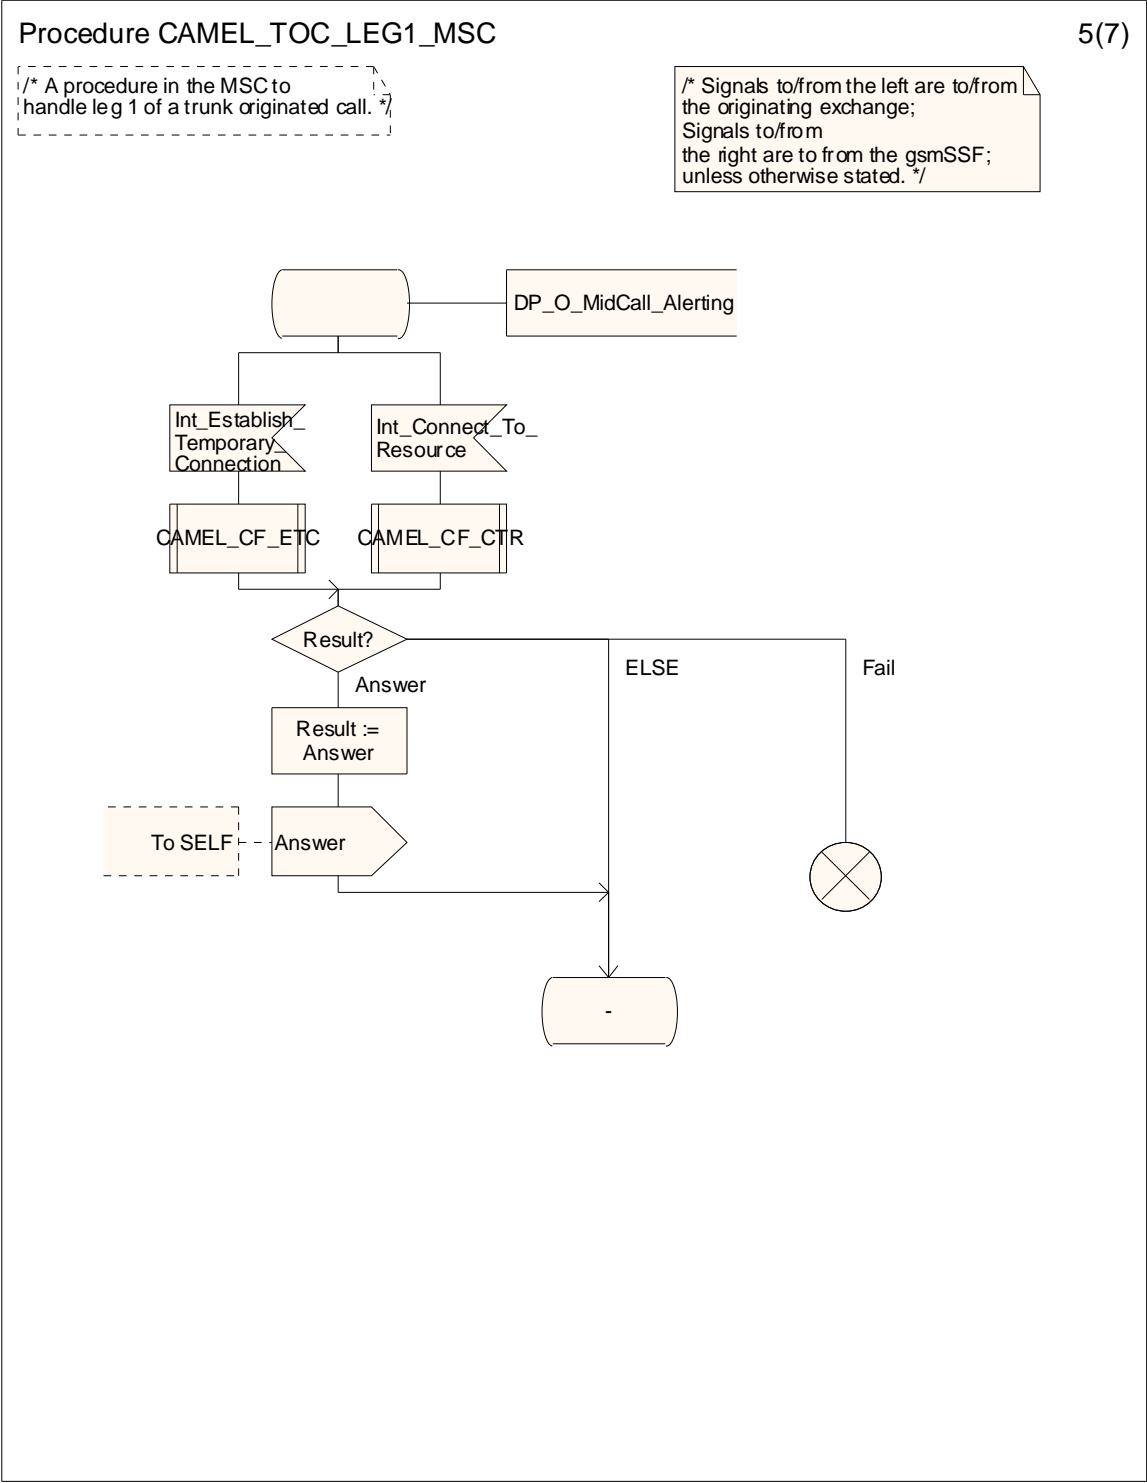 Procedure CAMEL_TOC_LEG1_MSC
5(7)
/* A procedure in the MSC to
handle leg 1 of a trunk originated call. */
/* Signals to/from the left are to/from
the originating exchange;
Signals to/from
the right are to from the gsmSSF;
unless otherwise stated. */
DP_O_MidCall_Alerting
Int_Establish_
Temporary_
Connection
Int_Connect_To_
Resource
CAMEL_CF_ETC
CAMEL_CF_CTR
Result?
ELSE
Fail
Answer
Result :=
Answer
To SELF
Answer
-